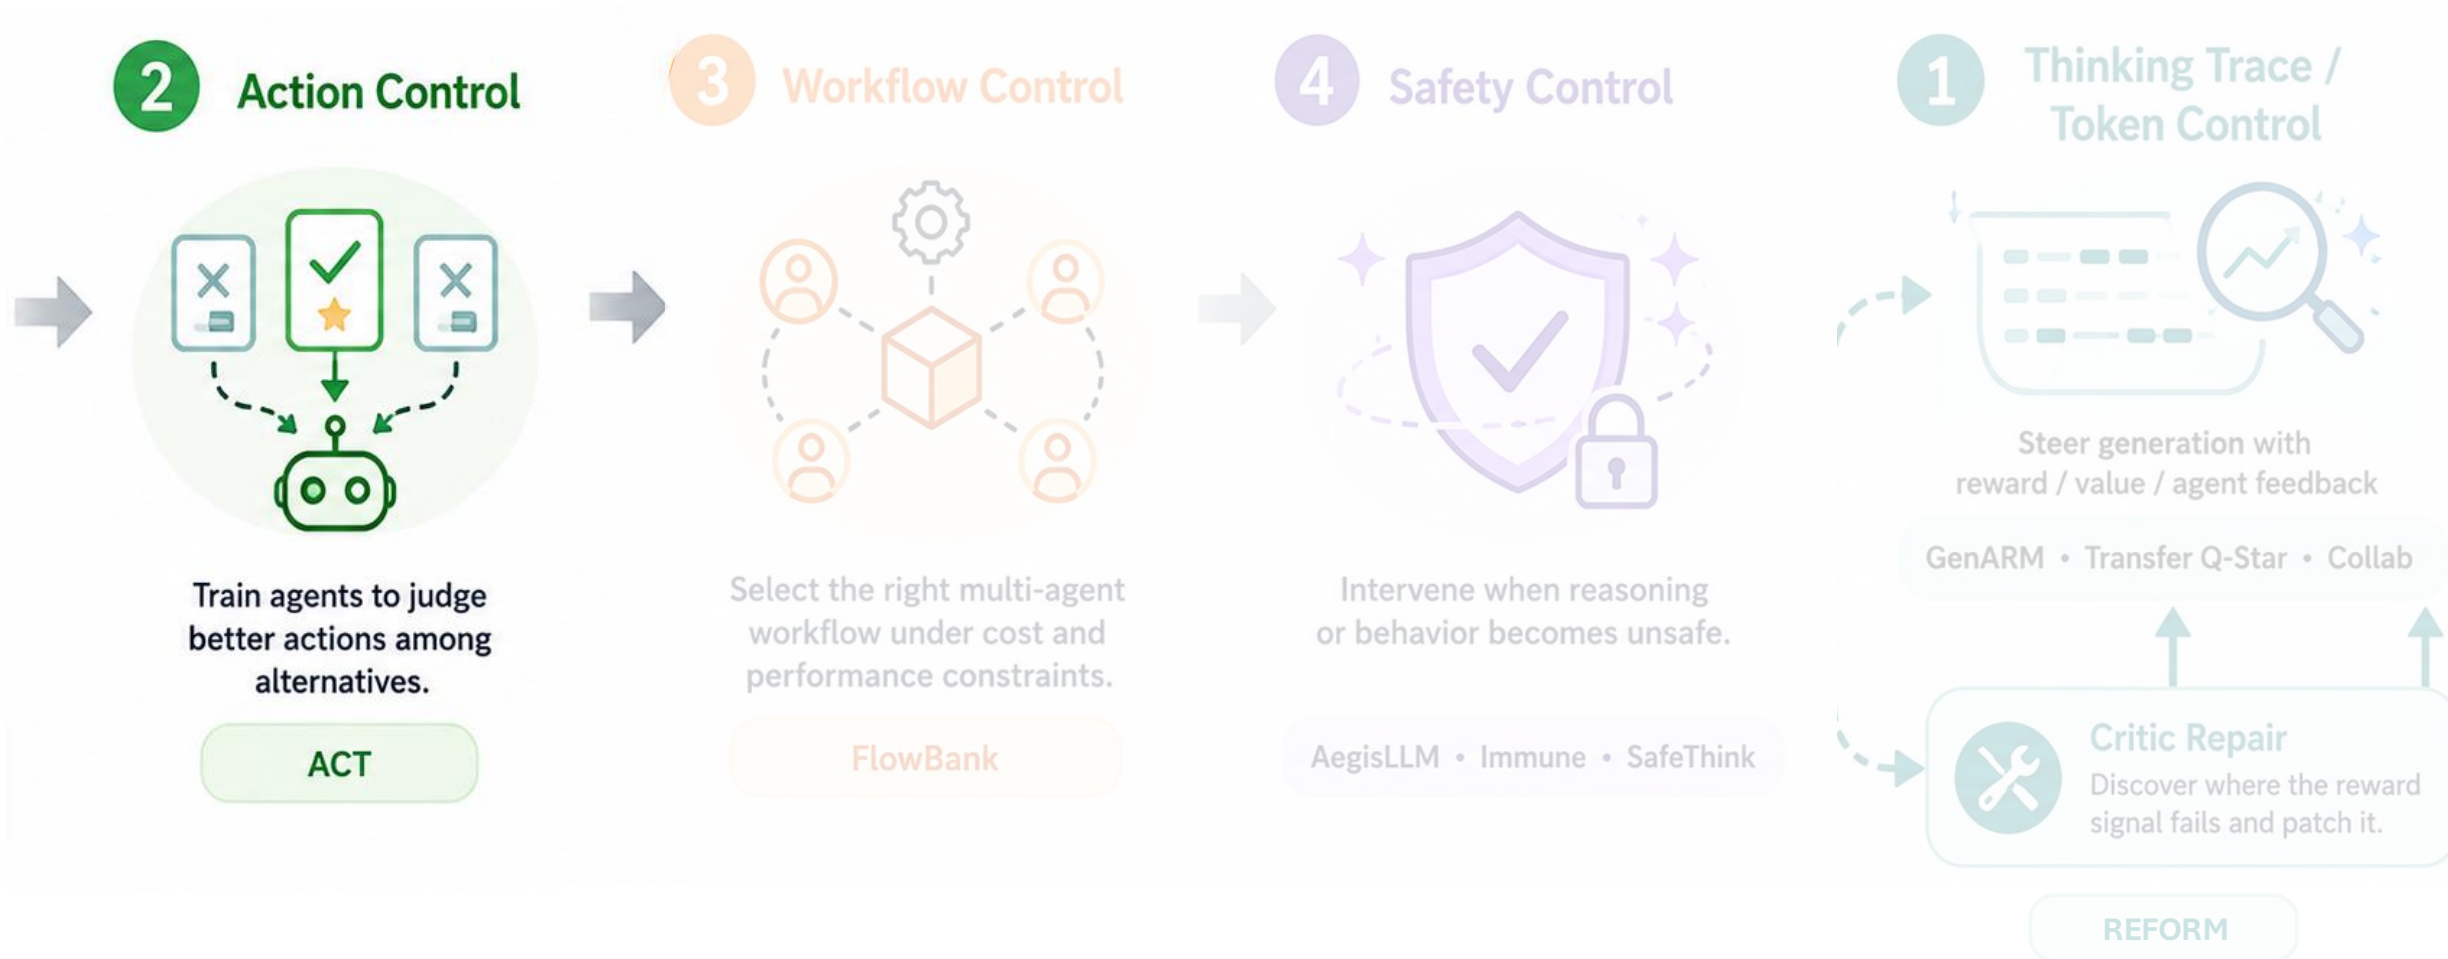 2
Action Control
Train agents to judge
better actions among
alternatives.
ACT
3
Workflow Control
Select the right multi-agent
workflow under cost and
performance constraints.
FlowBank
4
Safety Control
Intervene when reasoning
or behavior becomes unsafe.
AegisLLM • Immune • SafeThink
1
Thinking Trace /
Token Control
Steer generation with
reward / value / agent feedback
GenARM • Transfer Q-Star • Collab
Critic Repair
Discover where the reward
signal fails and patch it.
REFORM